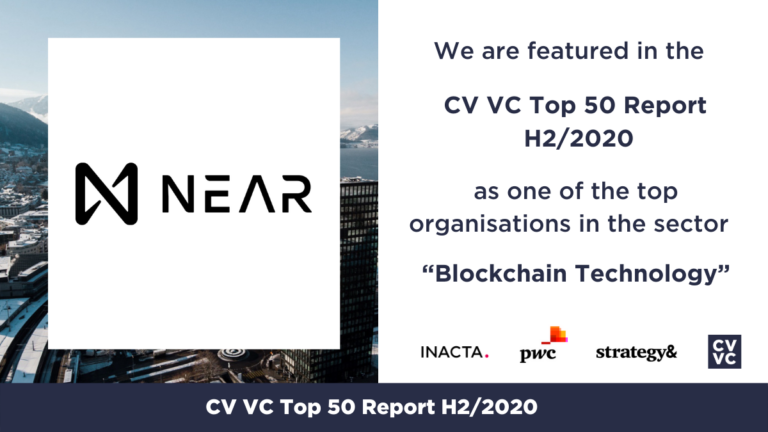 NEAR
We are featured in the
CV VC Top 50 Report
H2/2020
as one of the top
organisations in the sector
“Blockchain Technology”
INACTA.
pwc
strategy&
CV
VC
CV VC Top 50 Report H2/2020